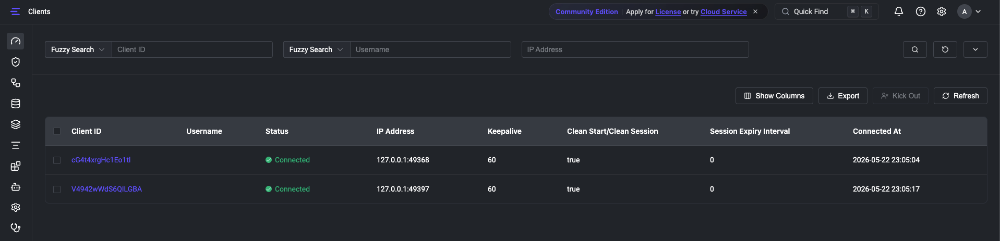 Clients
Community Edition | Apply for License or try Cloud Service
Quick Find
⌘ K
A
Fuzzy Search Client ID Fuzzy Search Username IP Address
Show Columns Export Kick Out Refresh
Client ID Username Status IP Address Keepalive Clean Start/Clean Session Session Expiry Interval Connected At
cG4t4xrgHc1Eo1tl Connected 127.0.0.1:49368 60 true 0 2026-05-22 23:05:04
V4942wWdS6QILGBA Connected 127.0.0.1:49397 60 true 0 2026-05-22 23:05:17